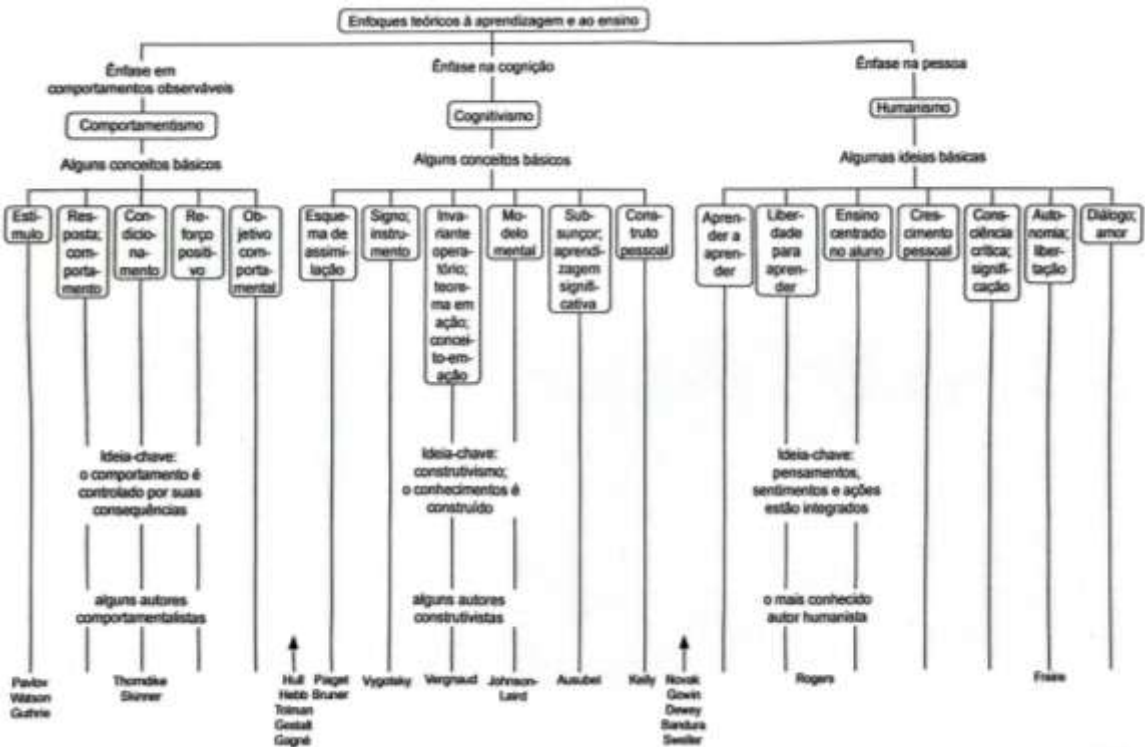 Enfoques teóricos à aprendizagem e ao ensino
Ênfase em
comportamentos observáveis
Comportamentismo
Alguns conceitos básicos
Estí-
mulo
Res-
posta;
com-
porta-
mento
Con-
dicio-
na-
mento
Re-
forço
positi-
vo
Ob-
jetivo
com-
porta-
mental
Ideia-chave:
o comportamento é
controlado por suas
consequências
alguns autores
comportamentalistas
Pavlov
Watson
Guthrie
Thorndike
Skinner
Hull
Hebb
Tolman
Gestalt
Gagné
Ênfase na cognição
Cognitivismo
Alguns conceitos básicos
Esque-
ma de
assimi-
lação
Signo;
instru-
mento
Inva-
riante
opera-
tório;
teore-
ma em
ação;
concei-
to-em-
ação
Mo-
delo
mental
Sub-
sunçor;
aprendi-
zagem
signifi-
cativa
Cons-
truto
pessoal
Ideia-chave:
construtivismo;
o conhecimentos é
construído
alguns autores
construtivistas
Piaget
Bruner
Vygotsky
Vergnaud
Johnson-
Laird
Ausubel
Kelly
Novak
Gowin
Dewey
Bandura
Sweller
Ênfase na pessoa
Humanismo
Algumas ideias básicas
Apren-
der a
apren-
der
Liber-
dade
para
apren-
der
Ensino
centrado
no aluno
Cres-
cimento
pessoal
Cons-
ciência
crítica;
signifi-
cação
Auto-
nomia;
liber-
tação
Diálogo;
amor
Ideia-chave:
pensamentos,
sentimentos e ações
estão integrados
o mais conhecido
autor humanista
Rogers
Freire